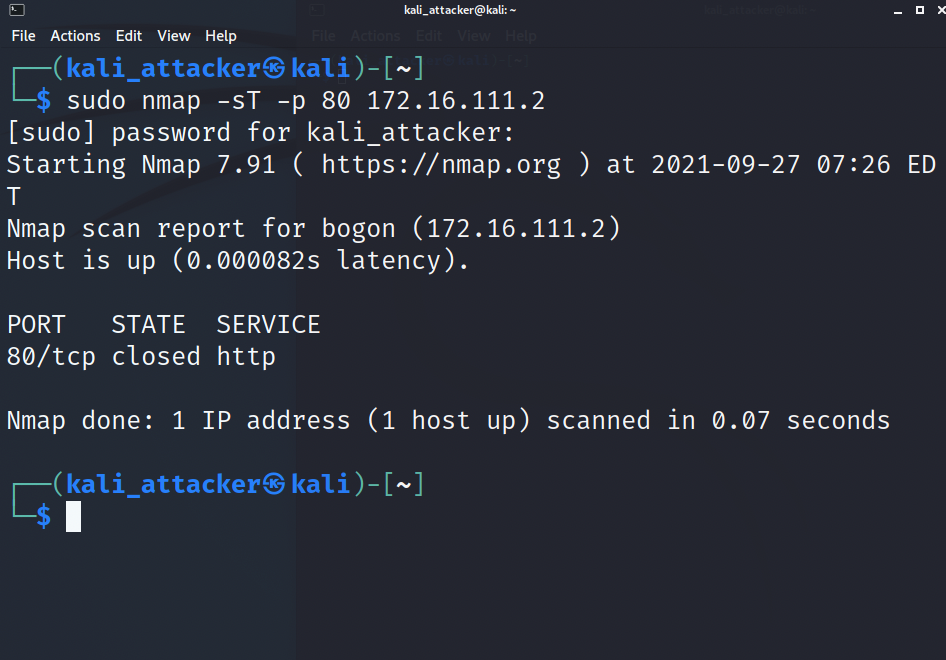 kali_attacker@kali: ~
File Actions Edit View Help
┌──(kali_attacker㉿kali)-[~]
└─$ sudo nmap -sT -p 80 172.16.111.2
[sudo] password for kali_attacker:
Starting Nmap 7.91 ( https://nmap.org ) at 2021-09-27 07:26 ED
T
Nmap scan report for bogon (172.16.111.2)
Host is up (0.000082s latency).
PORT   STATE  SERVICE
80/tcp closed http
Nmap done: 1 IP address (1 host up) scanned in 0.07 seconds
┌──(kali_attacker㉿kali)-[~]
└─$